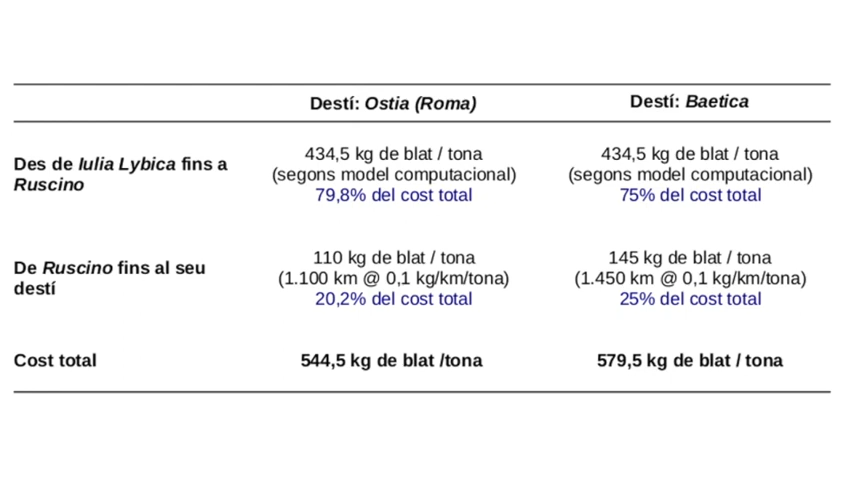 Destí: Ostia (Roma)
Destí: Baetica
Des de Iulia Lybica fins a
Ruscino
434,5 kg de blat / tona
(segons model computacional)
79,8% del cost total
434,5 kg de blat / tona
(segons model computacional)
75% del cost total
De Ruscino fins al seu
destí
110 kg de blat / tona
(1.100 km @ 0,1 kg/km/tona)
20,2% del cost total
145 kg de blat / tona
(1.450 km @ 0,1 kg/km/tona)
25% del cost total
Cost total
544,5 kg de blat /tona
579,5 kg de blat / tona